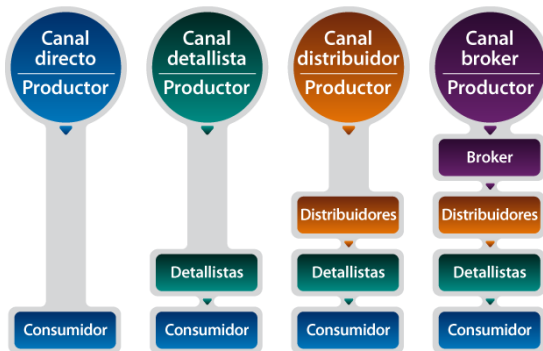 Canal
directo
Productor
Consumidor
Canal
detallista
Productor
Detallistas
Consumidor
Canal
distribuidor
Productor
Distribuidores
Detallistas
Consumidor
Canal
broker
Productor
Broker
Distribuidores
Detallistas
Consumidor